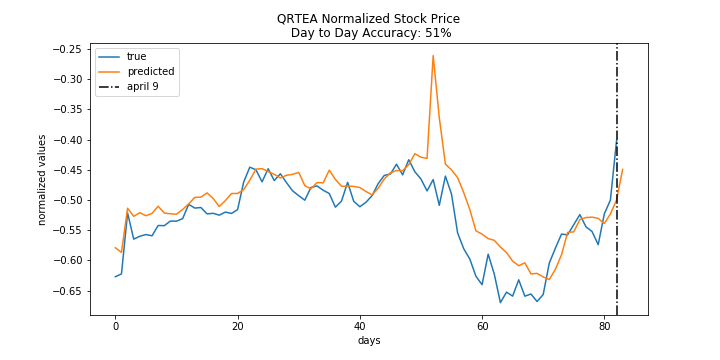 QRTEA Normalized Stock Price
Day to Day Accuracy: 51%
true
predicted
april 9
normalized values
−0.25
−0.30
−0.35
−0.40
−0.45
−0.50
−0.55
−0.60
−0.65
0 20 40 60 80
days